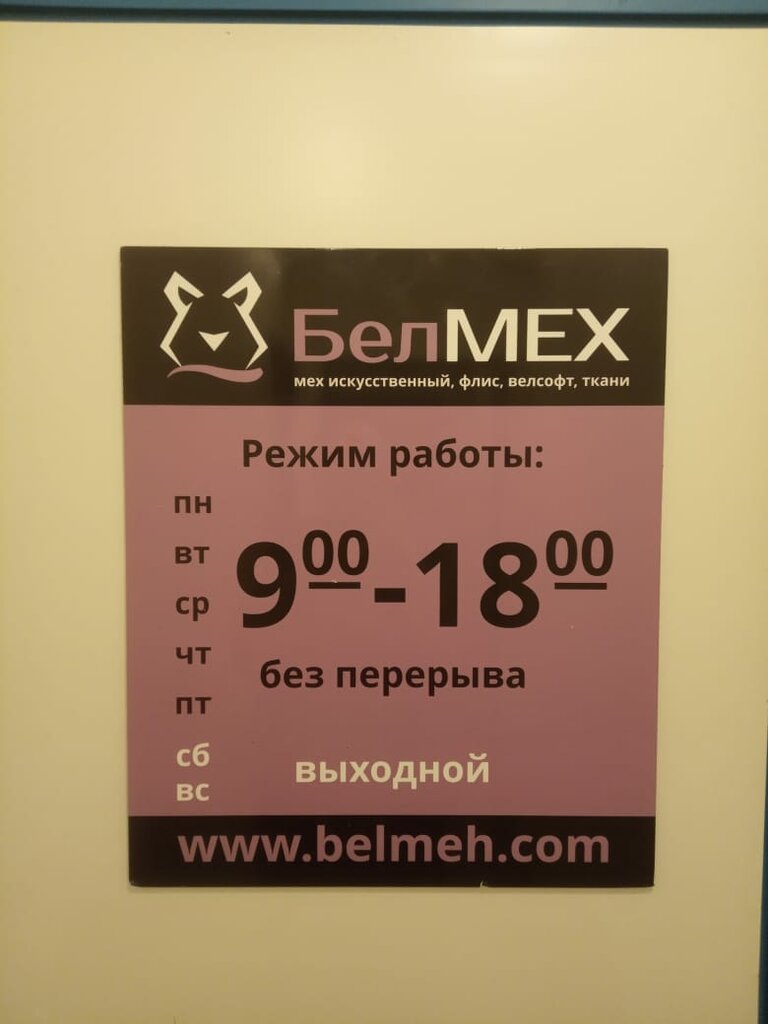 БелМЕХ
мех искусственный, флис, велсофт, ткани
Режим работы:
пн
вт
ср
чт
пт
9⁰⁰-18⁰⁰
без перерыва
сб
вс
выходной
www.belmeh.com